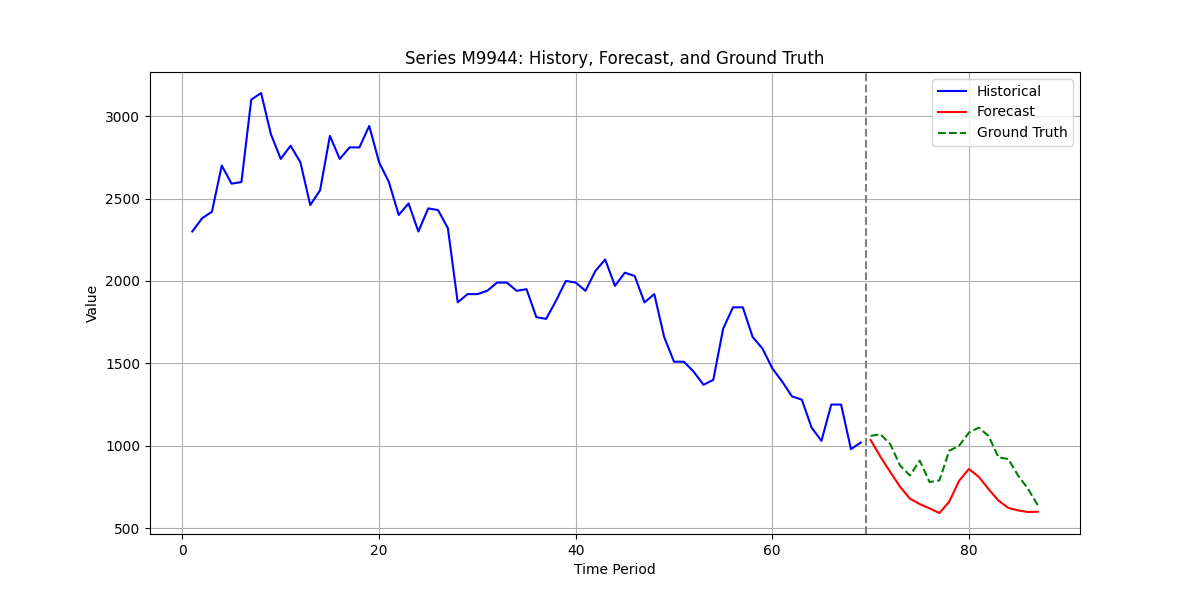 Series M9944: History, Forecast, and Ground Truth
Historical
Forecast
Ground Truth
3000
2500
2000
1500
1000
500
Value
0
20
40
60
80
Time Period